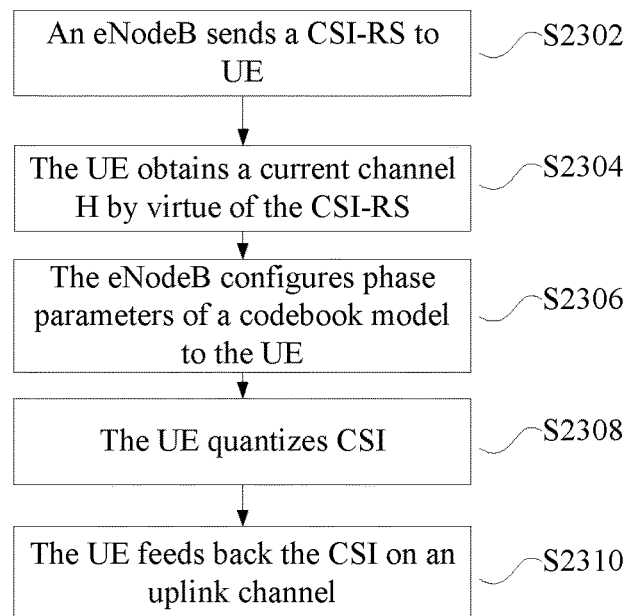 An eNodeB sends a CSI-RS to
UE
S2302
The UE obtains a current channel
H by virtue of the CSI-RS
S2304
The eNodeB configures phase
parameters of a codebook model
to the UE
S2306
The UE quantizes CSI
S2308
The UE feeds back the CSI on an
uplink channel
S2310